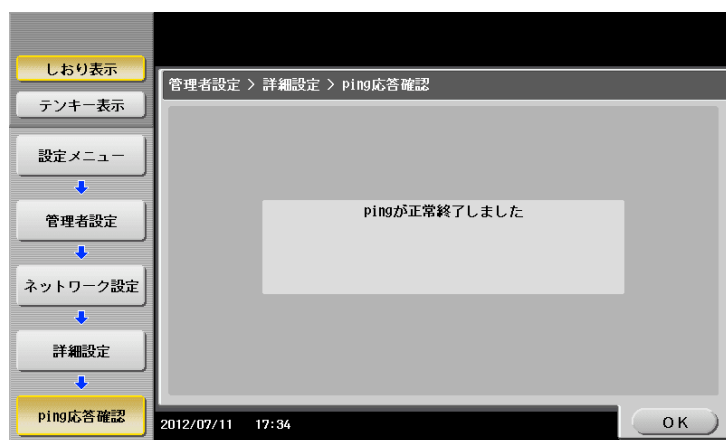 しおり表示
テンキー表示
設定メニュー
管理者設定
ネットワーク設定
詳細設定
ping応答確認
管理者設定 > 詳細設定 > ping応答確認
pingが正常終了しました
2012/07/11 17:34
OK